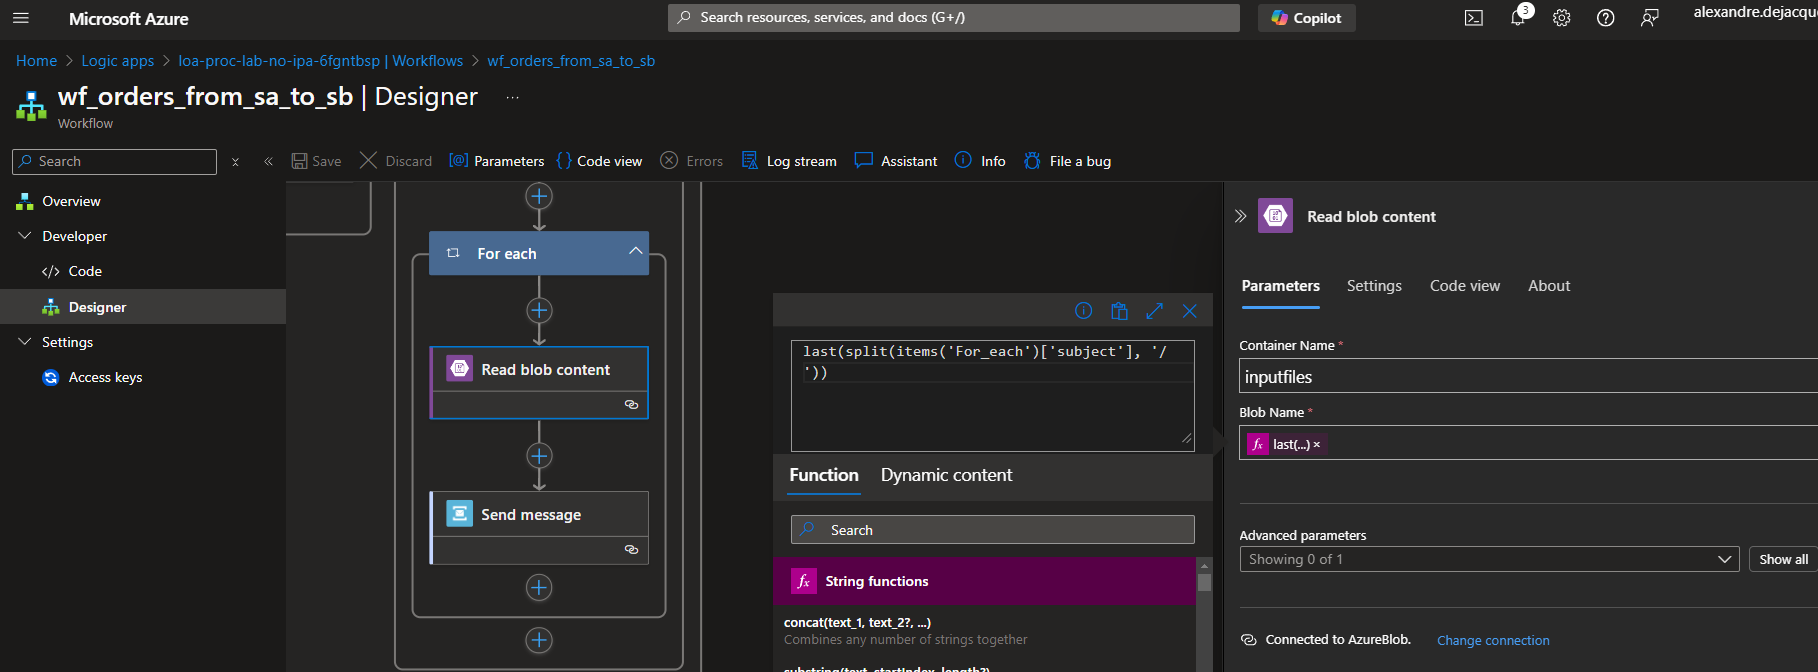 Microsoft Azure
Search resources, services, and docs (G+/)
Copilot
3
alexandre.dejacque
Home > Logic apps > loa-proc-lab-no-ipa-6fgntbsp | Workflows > wf_orders_from_sa_to_sb
wf_orders_from_sa_to_sb | Designer ...
Workflow
Search
Save
Discard
Parameters
Code view
Errors
Log stream
Assistant
Info
File a bug
Overview
Developer
Code
Designer
Settings
Access keys
For each
Read blob content
Send message
last(split(items('For_each')['subject'], '/
'))
Function
Dynamic content
Search
String functions
concat(text_1, text_2?, ...)
Combines any number of strings together
substring(text, startIndex, length?)
Read blob content
Parameters
Settings
Code view
About
Container Name *
inputfiles
Blob Name *
last(...) ×
Advanced parameters
Showing 0 of 1
Show all
Connected to AzureBlob.
Change connection